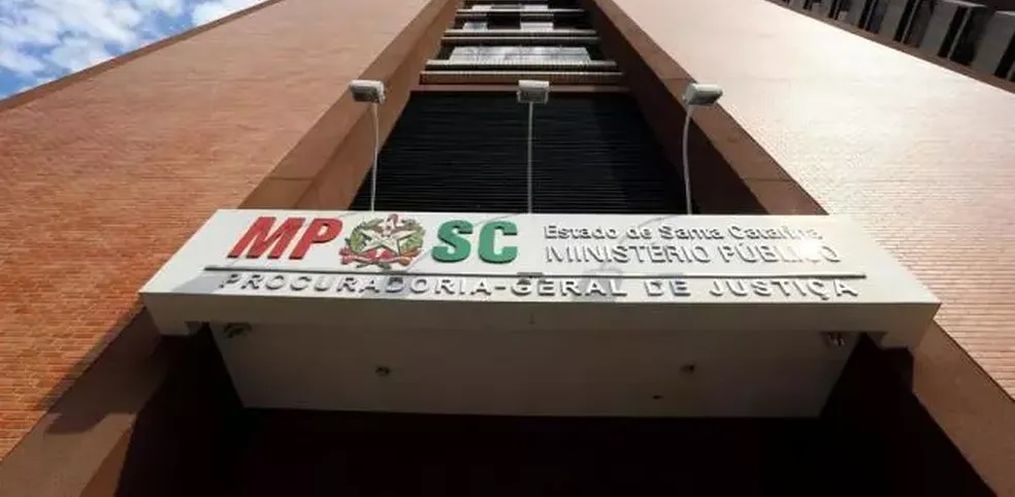 MP SC
Estado de Santa Catarina
MINISTÉRIO PÚBLICO
PROCURADORIA-GERAL DE JUSTIÇA